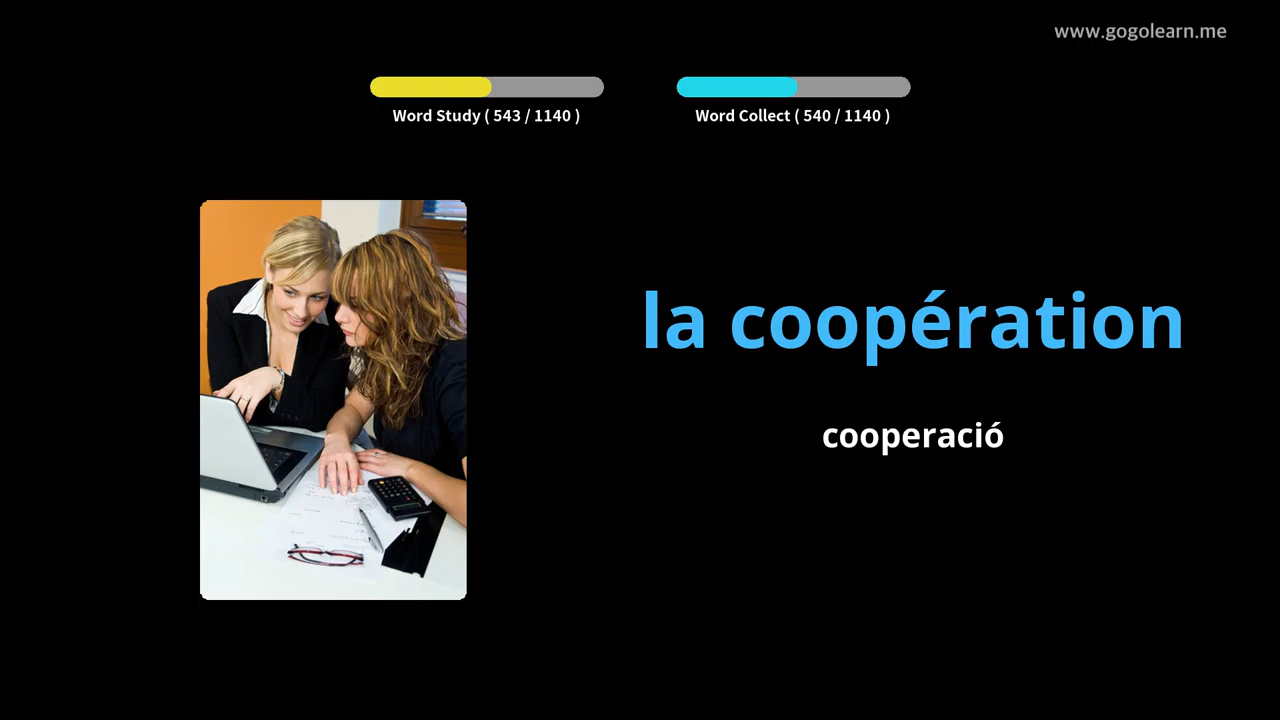 www.gogolearn.me
Word Study ( 543 / 1140 )
Word Collect ( 540 / 1140 )
la coopération
cooperació